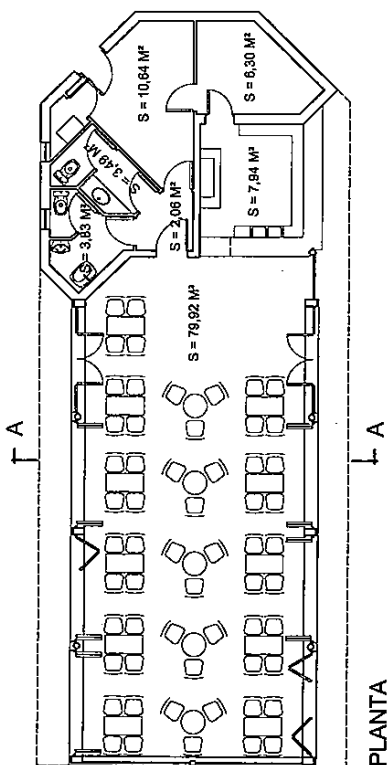 S = 10,64 M²
S = 6,30 M²
S = 3,49 M²
S = 3,83 M²
S = 2,06 M²
S = 7,94 M²
S = 79,92 M²
A
A
PLANTA